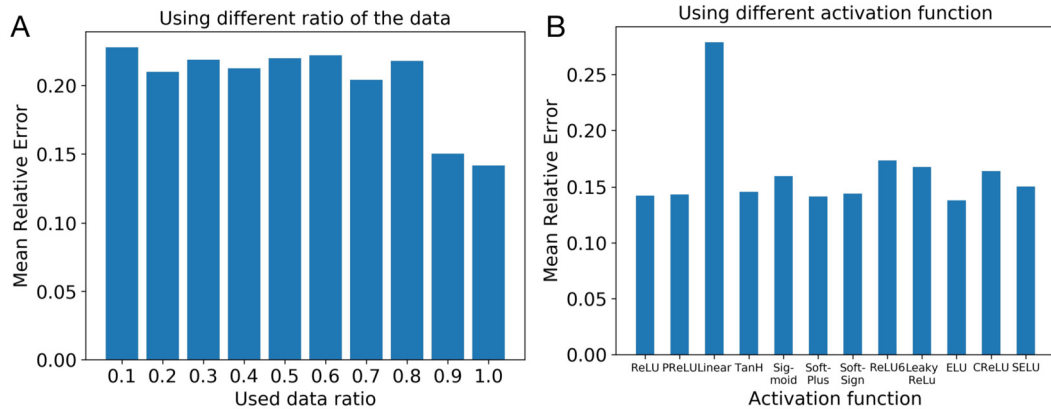 A
Using different ratio of the data
Mean Relative Error
0.20
0.15
0.10
0.05
0.00
0.1 0.2 0.3 0.4 0.5 0.6 0.7 0.8 0.9 1.0
Used data ratio
B
Using different activation function
Mean Relative Error
0.25
0.20
0.15
0.10
0.05
0.00
ReLU PReLU Linear TanH Sig-moid Soft-Plus Soft-Sign ReLU6 Leaky ReLu ELU CReLU SELU
Activation function